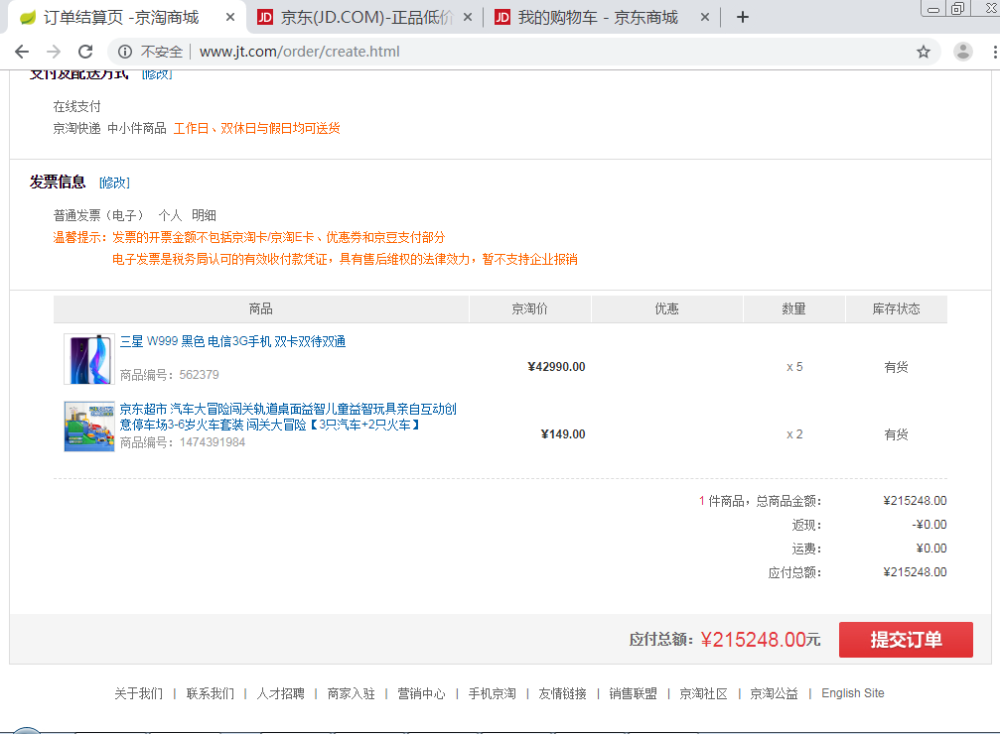 订单结算页 -京淘商城
京东(JD.COM)-正品低价
我的购物车 - 京东商城
不安全 www.jt.com/order/create.html
支付及配送方式 [修改]
在线支付
京淘快递 中小件商品 工作日、双休日与假日均可送货
发票信息 [修改]
普通发票（电子） 个人 明细
温馨提示：发票的开票金额不包括京淘卡/京淘E卡、优惠券和京豆支付部分
电子发票是税务局认可的有效收付款凭证，具有售后维权的法律效力，暂不支持企业报销
商品 京淘价 优惠 数量 库存状态
三星 W999 黑色 电信3G手机 双卡双待双通
商品编号：562379
¥42990.00 x 5 有货
京东超市 汽车大冒险闯关轨道桌面益智儿童益智玩具亲自互动创
意停车场3-6岁火车套装 闯关大冒险【3只汽车+2只火车】
商品编号：1474391984
¥149.00 x 2 有货
1 件商品，总商品金额： ¥215248.00
返现： -¥0.00
运费： ¥0.00
应付总额： ¥215248.00
应付总额：¥215248.00元 提交订单
关于我们 | 联系我们 | 人才招聘 | 商家入驻 | 营销中心 | 手机京淘 | 友情链接 | 销售联盟 | 京淘社区 | 京淘公益 | English Site